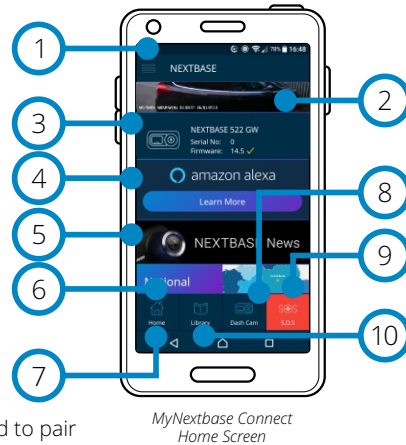 1
78% 16:48
NEXTBASE
2
3
NEXTBASE 522 GW
Serial No: 0
Firmware: 14.5 ✓
4
amazon alexa
Learn More
8
5
NEXTBASE News
9
6
National
Home
Library
Dash Cam
SOS
S.O.S
10
7
d to pair
MyNextbase Connect
Home Screen